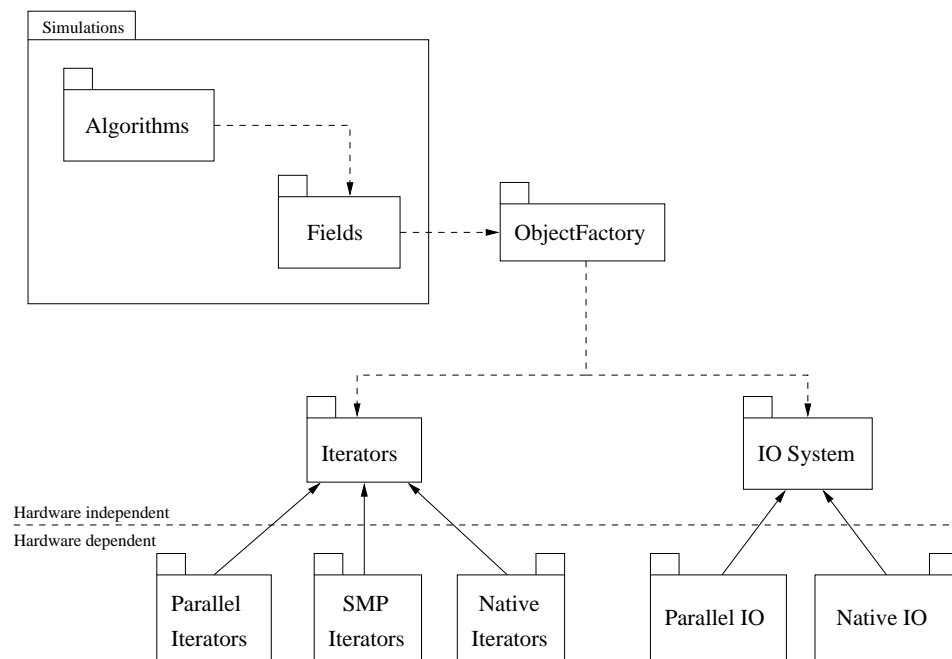 Simulations
Algorithms
Fields
ObjectFactory
Iterators
IO System
Hardware independent
Hardware dependent
Parallel
Iterators
SMP
Iterators
Native
Iterators
Parallel IO
Native IO